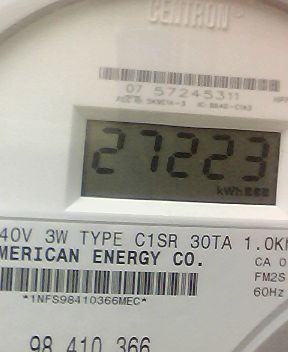 CENTRON®
07 57245311
27223
kWh
40V 3W TYPE C1SR 30TA 1.0K
MERICAN ENERGY CO.
CA 0
FM2S
60Hz
*1NFS98410366MEC*
98 410 366